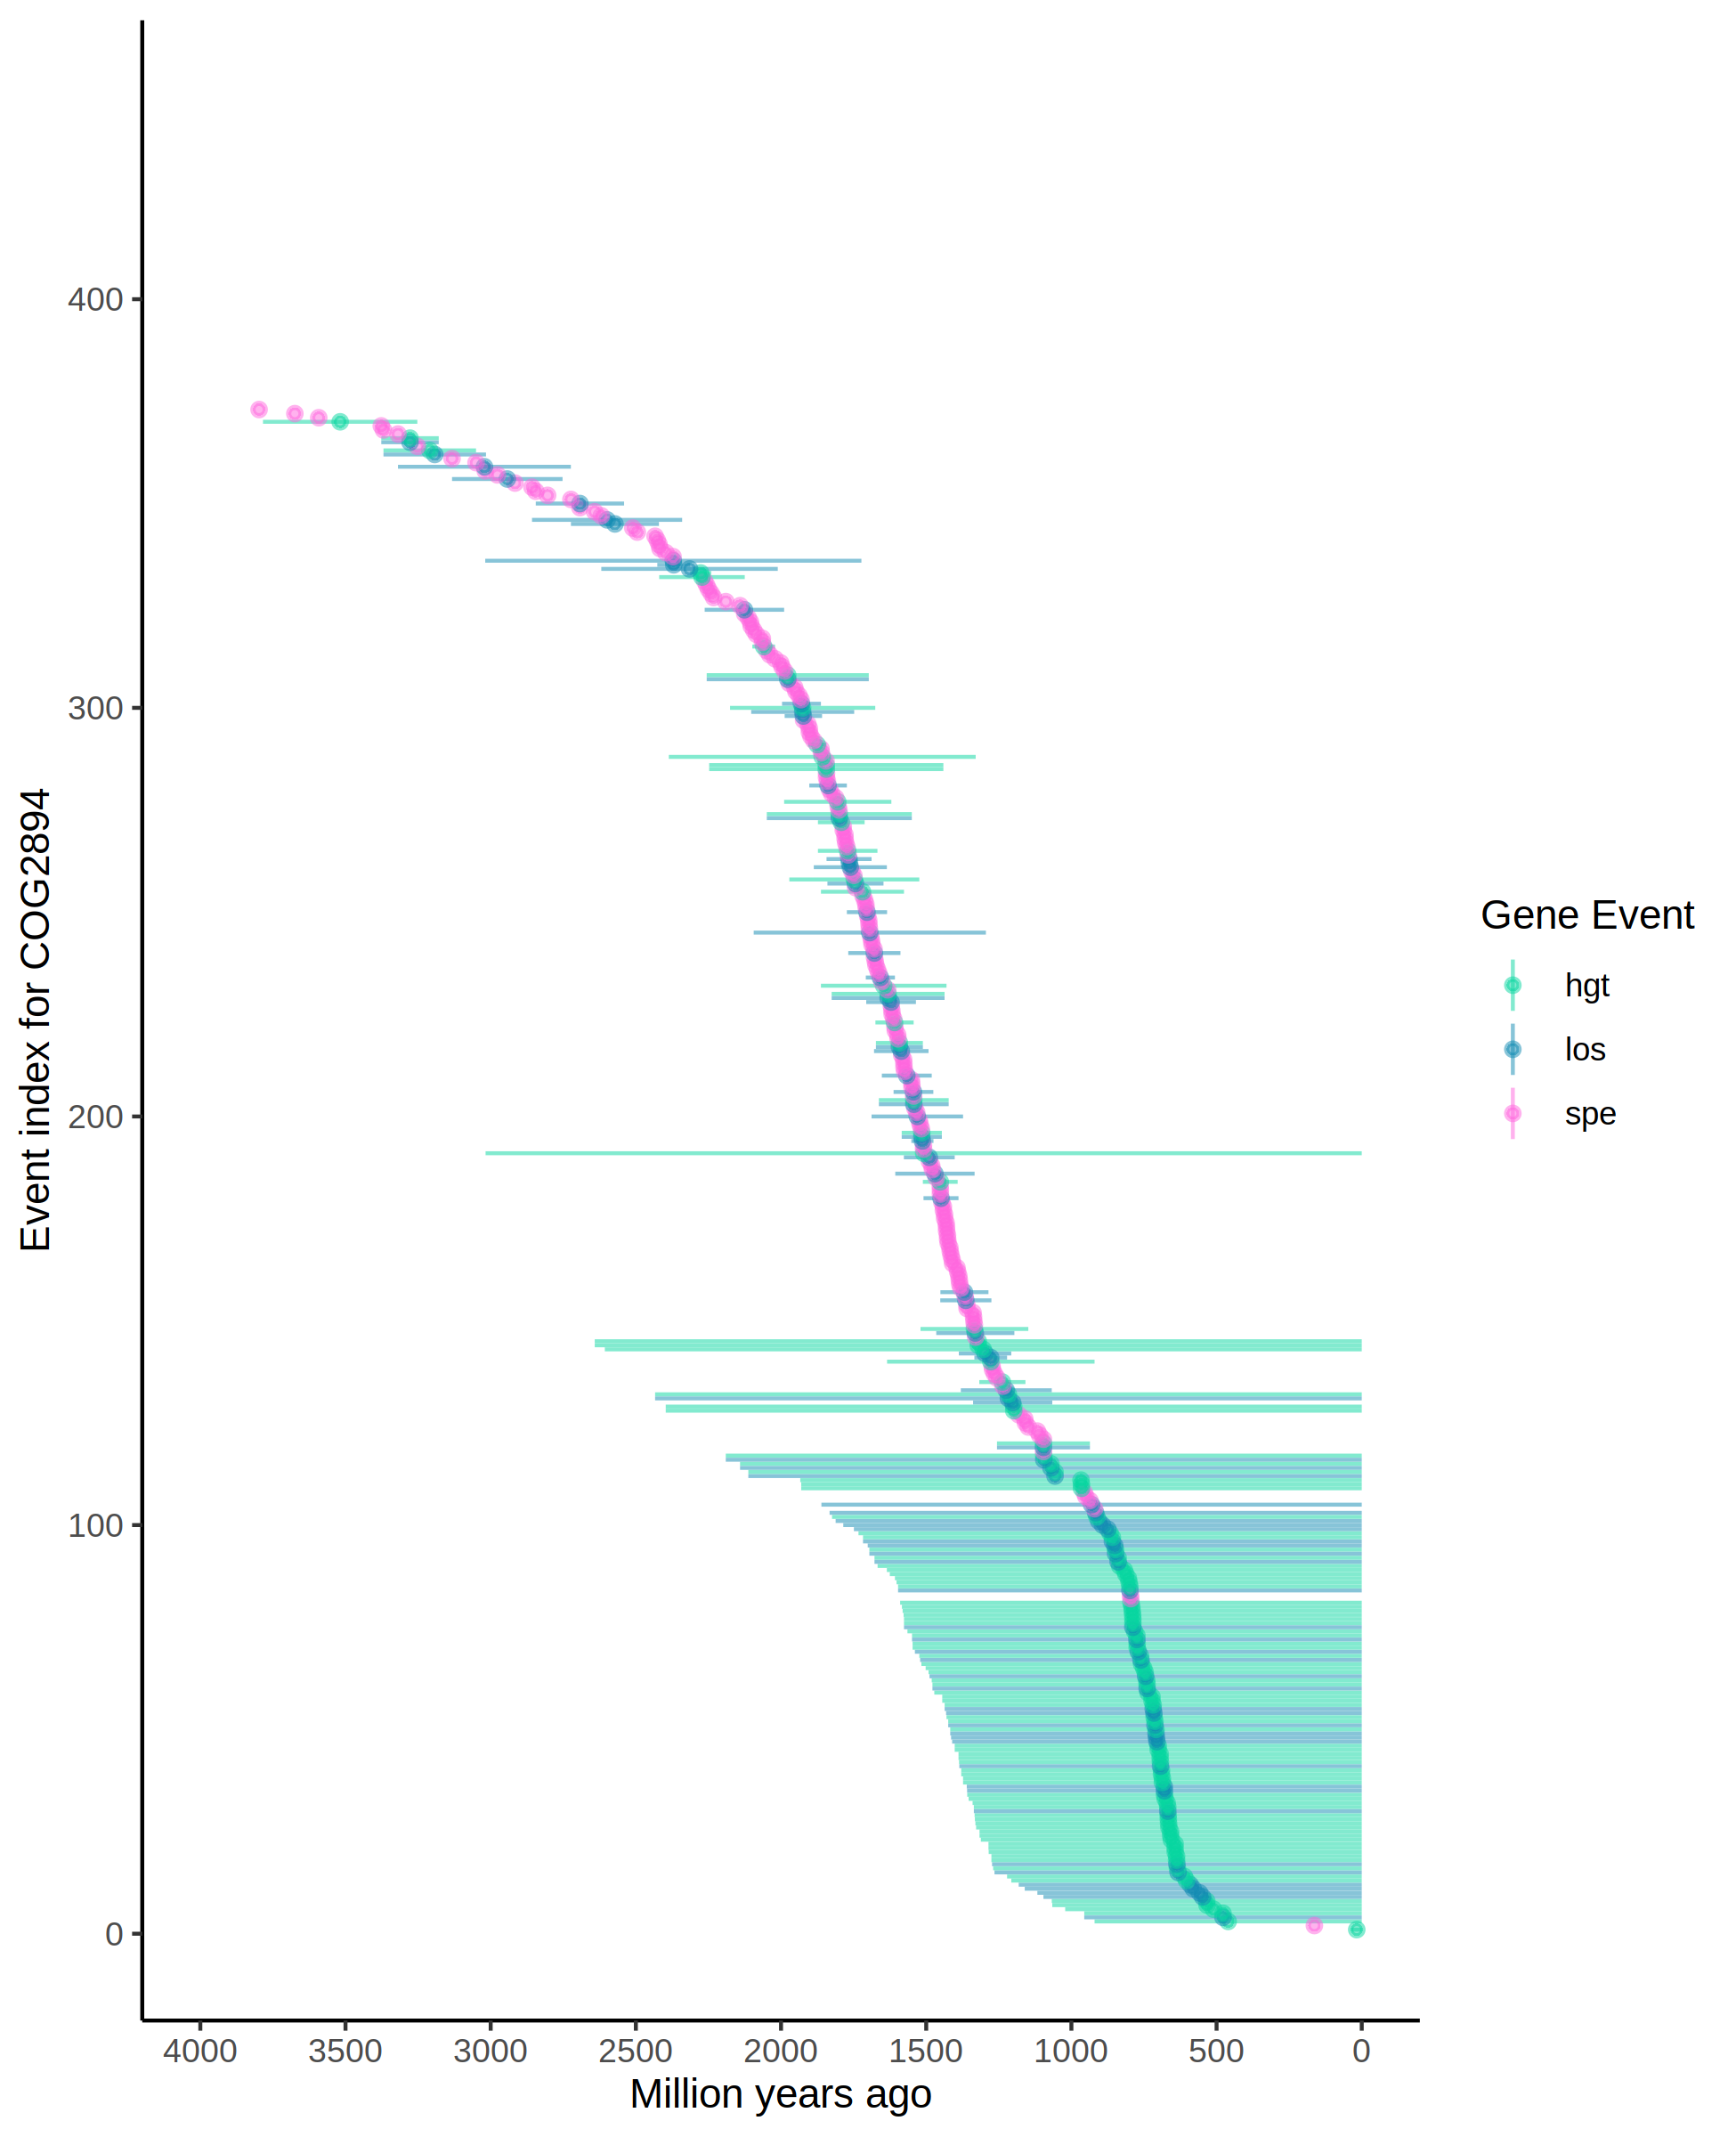 400
300
200
100
0
Event index for COG2894
4000 3500 3000 2500 2000 1500 1000 500 0
Million years ago
Gene Event
hgt
los
spe